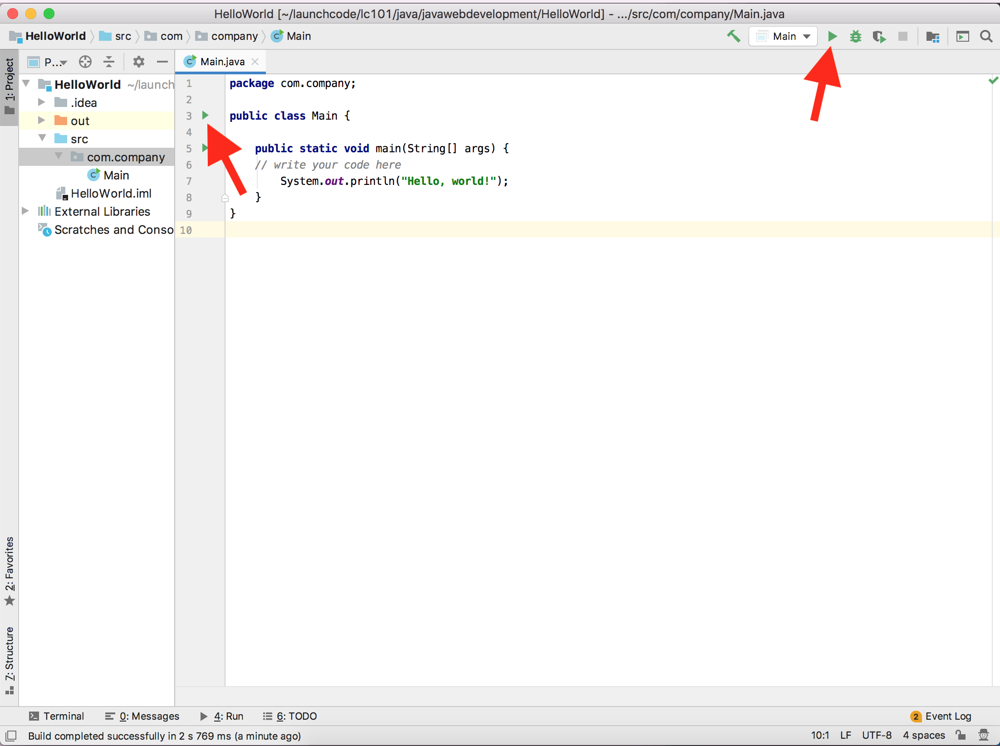 HelloWorld [~/launchcode/lc101/java/javawebdevelopment/HelloWorld] - .../src/com/company/Main.java
HelloWorld src com company Main
Main
1: Project
P...
Main.java
HelloWorld ~/launch
.idea
out
src
com.company
Main
HelloWorld.iml
External Libraries
Scratches and Conso
1 package com.company;
2
3 public class Main {
4
5 public static void main(String[] args) {
6 // write your code here
7 System.out.println("Hello, world!");
8 }
9 }
10
2: Favorites
7: Structure
Terminal 0: Messages 4: Run 6: TODO 2 Event Log
Build completed successfully in 2 s 769 ms (a minute ago) 10:1 LF UTF-8 4 spaces